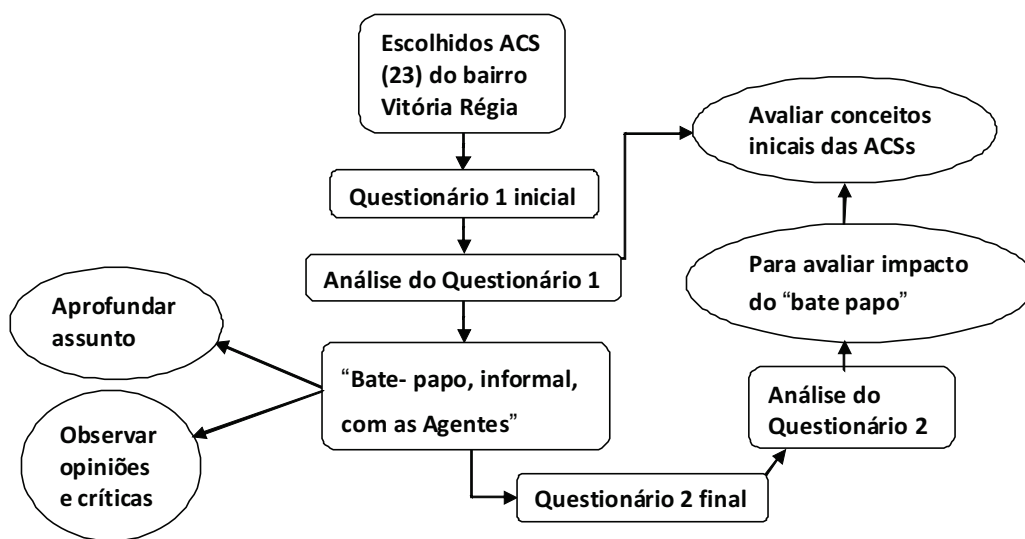 Escolhidos ACS
(23) do bairro
Vitória Régia
Avaliar conceitos
inicais das ACSs
Questionário 1 inicial
Análise do Questionário 1
Para avaliar impacto
do “bate papo”
Aprofundar
assunto
“Bate- papo, informal,
com as Agentes”
Análise do
Questionário 2
Observar
opiniões
e críticas
Questionário 2 final